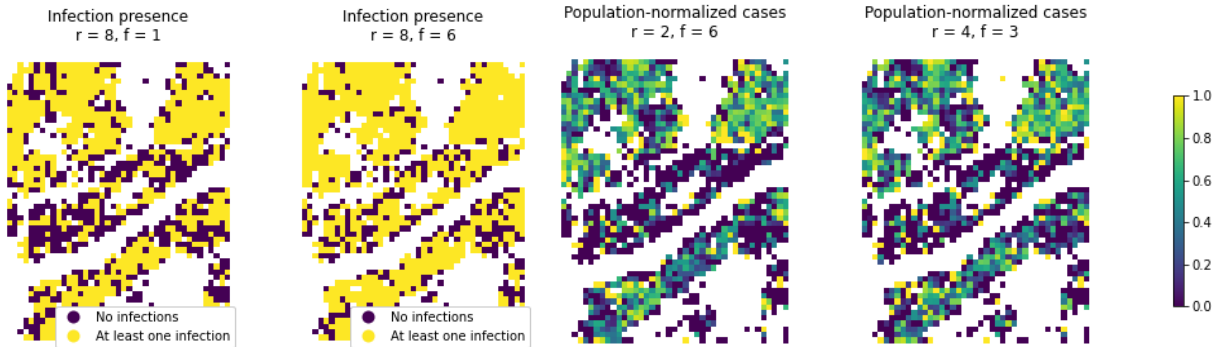 Infection presence
r = 8, f = 1
Infection presence
r = 8, f = 6
Population-normalized cases
r = 2, f = 6
Population-normalized cases
r = 4, f = 3
No infections
At least one infection
No infections
At least one infection
1.0
0.8
0.6
0.4
0.2
0.0